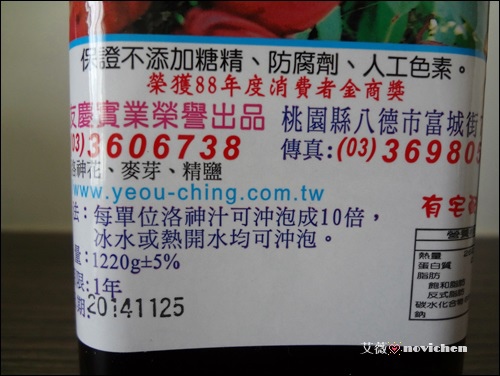 保證不添加糖精、防腐劑、人工色素。
榮獲88年度消費者金商獎
友慶實業榮譽出品
桃園縣八德市富城街
(03)3606738
傳真:(03)369809
洛神花、麥芽、精鹽
www.yeou-ching.com.tw
法：每單位洛神汁可沖泡成10倍，
冰水或熱開水均可沖泡。
有宅
量:1220g±5%
限:1年
期:20141125
營
熱量
蛋白質
脂肪
飽和脂肪
反式脂肪
碳水化合物
鈉
艾薇 novichen